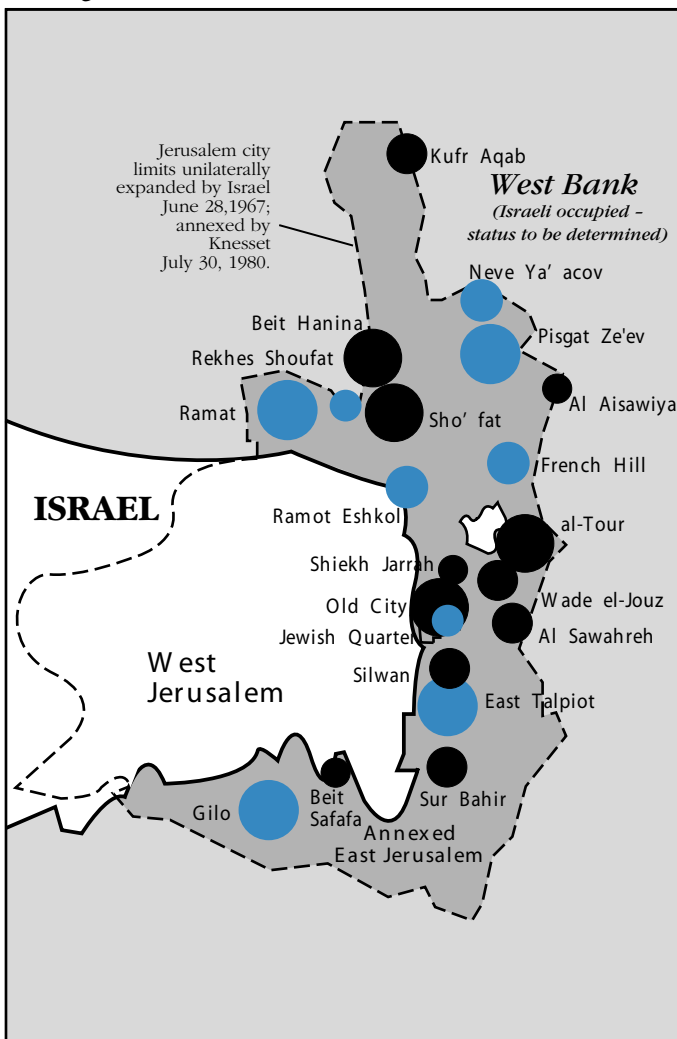 Jerusalem city
limits unilaterally
expanded by Israel
June 28,1967;
annexed by
Knesset
July 30, 1980.
Kufr Aqab
West Bank
(Israeli occupied –
status to be determined)
Neve Ya' acov
Beit Hanina
Pisgat Ze'ev
Rekhes Shoufat
Ramat
Sho' fat
Al Aisawiya
French Hill
ISRAEL
Ramot Eshkol
al-Tour
Shiekh Jarrah
Old City
Wade el-Jouz
Jewish Quarter
Al Sawahreh
West
Jerusalem
Silwan
East Talpiot
Gilo
Beit
Safafa
Sur Bahir
Annexed
East Jerusalem